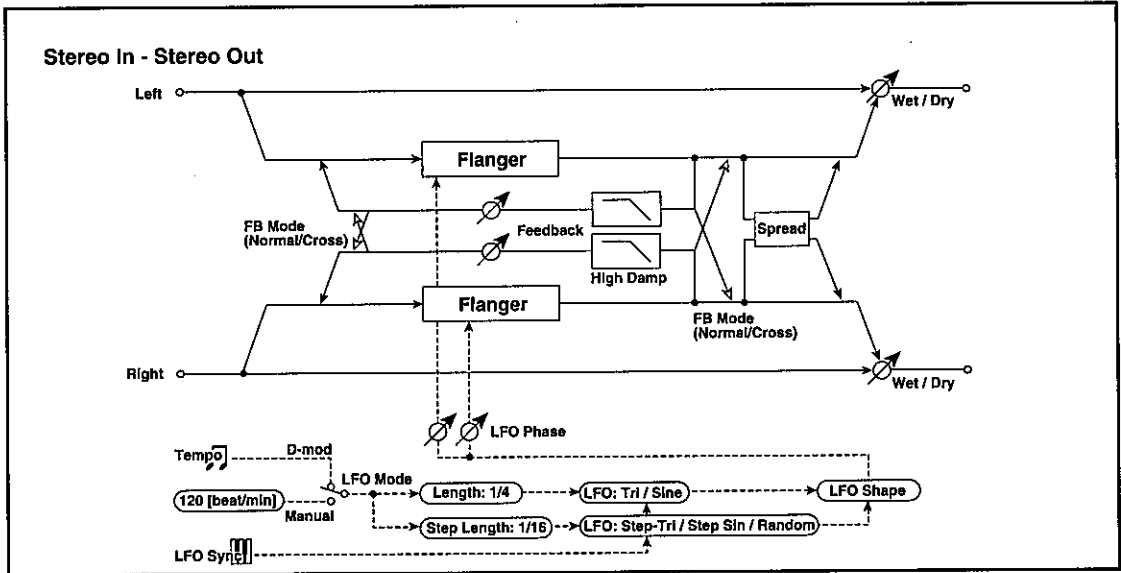 Stereo In - Stereo Out
Left
Wet / Dry
Flanger
FB Mode
(Normal/Cross)
Feedback
Spread
High Damp
Flanger
FB Mode
(Normal/Cross)
Right
Wet / Dry
LFO Phase
Tempo
D-mod
LFO Mode
120 [beat/min]
Manual
Length: 1/4
LFO: Tri / Sine
LFO Shape
Step Length: 1/16
LFO: Step-Tri / Step Sin / Random
LFO Sync